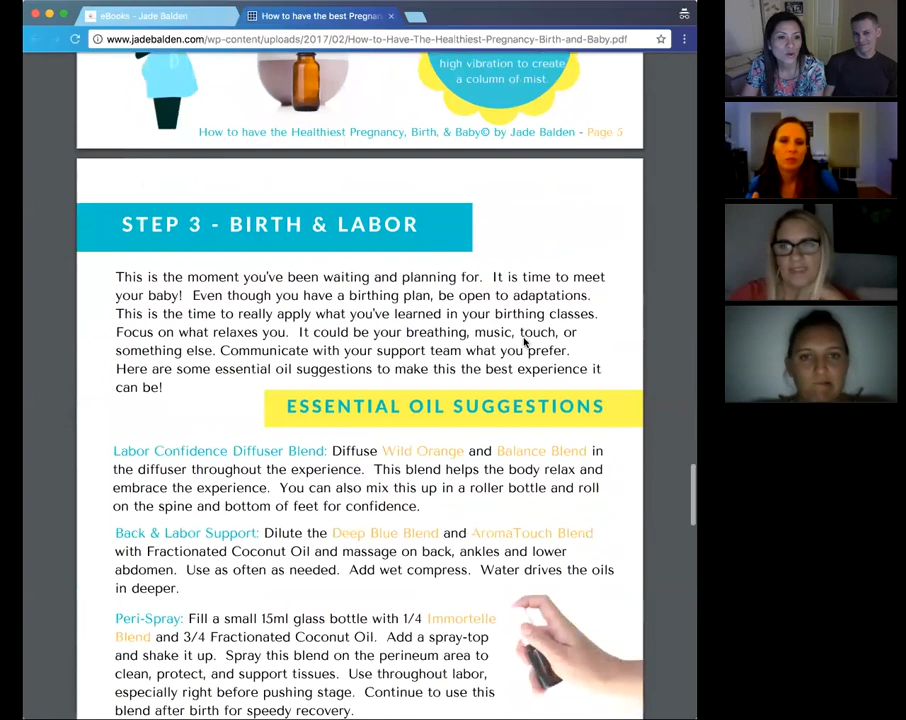 eBooks - Jade Balden
How to have the best Pregnan
www.jadebalden.com/wp-content/uploads/2017/02/How-to-Have-The-Healthiest-Pregnancy-Birth-and-Baby.pdf
high vibration to create
a column of mist.
How to have the Healthiest Pregnancy, Birth, & Baby© by Jade Balden - Page 5
STEP 3 - BIRTH & LABOR
This is the moment you've been waiting and planning for. It is time to meet
your baby! Even though you have a birthing plan, be open to adaptations.
This is the time to really apply what you've learned in your birthing classes.
Focus on what relaxes you. It could be your breathing, music, touch, or
something else. Communicate with your support team what you prefer.
Here are some essential oil suggestions to make this the best experience it
can be!
ESSENTIAL OIL SUGGESTIONS
Labor Confidence Diffuser Blend: Diffuse Wild Orange and Balance Blend in
the diffuser throughout the experience. This blend helps the body relax and
embrace the experience. You can also mix this up in a roller bottle and roll
on the spine and bottom of feet for confidence.
Back & Labor Support: Dilute the Deep Blue Blend and AromaTouch Blend
with Fractionated Coconut Oil and massage on back, ankles and lower
abdomen. Use as often as needed. Add wet compress. Water drives the oils
in deeper.
Peri-Spray: Fill a small 15ml glass bottle with 1/4 Immortelle
Blend and 3/4 Fractionated Coconut Oil. Add a spray-top
and shake it up. Spray this blend on the perineum area to
clean, protect, and support tissues. Use throughout labor,
especially right before pushing stage. Continue to use this
blend after birth for speedy recovery.